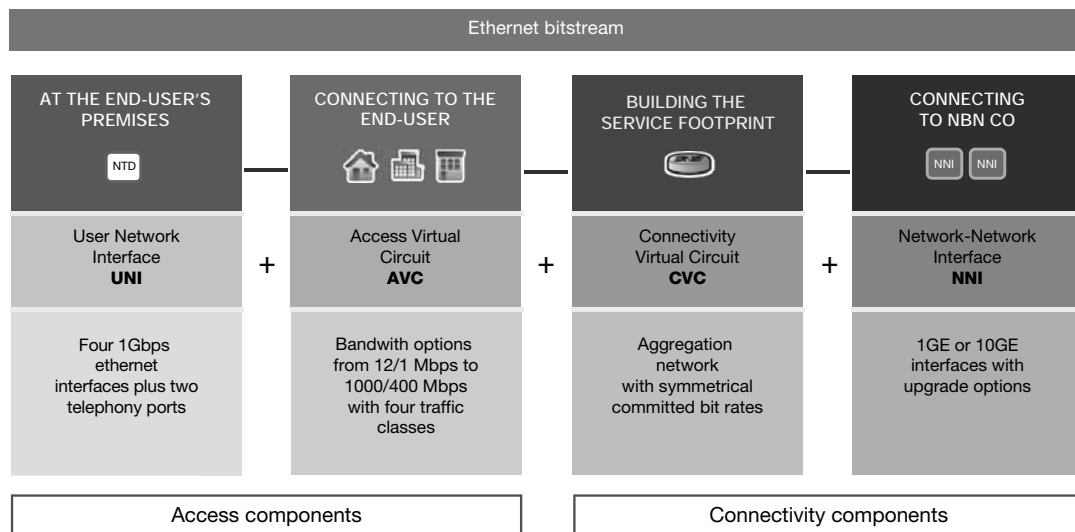 Ethernet bitstream
AT THE END-USER'S
PREMISES
NTD
User Network
Interface
UNI
Four 1Gbps
ethernet
interfaces plus two
telephony ports
+
CONNECTING TO THE
END-USER
Access Virtual
Circuit
AVC
Bandwith options
from 12/1 Mbps to
1000/400 Mbps
with four traffic
classes
+
BUILDING THE
SERVICE FOOTPRINT
Connectivity
Virtual Circuit
CVC
Aggregation
network
with symmetrical
committed bit rates
+
CONNECTING
TO NBN CO
NNI NNI
Network-Network
Interface
NNI
1GE or 10GE
interfaces with
upgrade options
Access components
Connectivity components